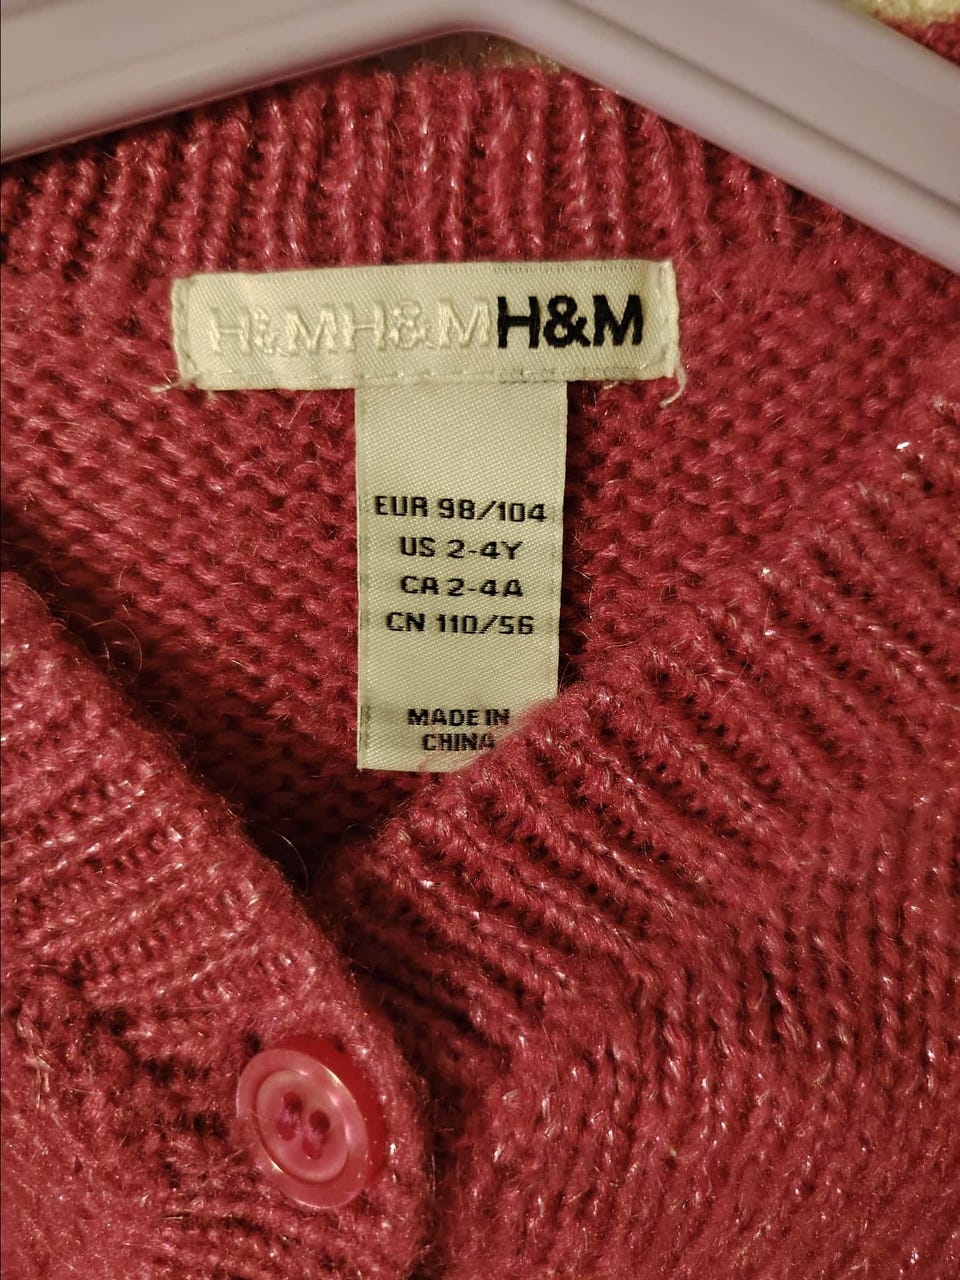 H&MH&MH&M
EUR 98/104
US 2-4Y
CA 2-4A
CN 110/56
MADE IN
CHINA